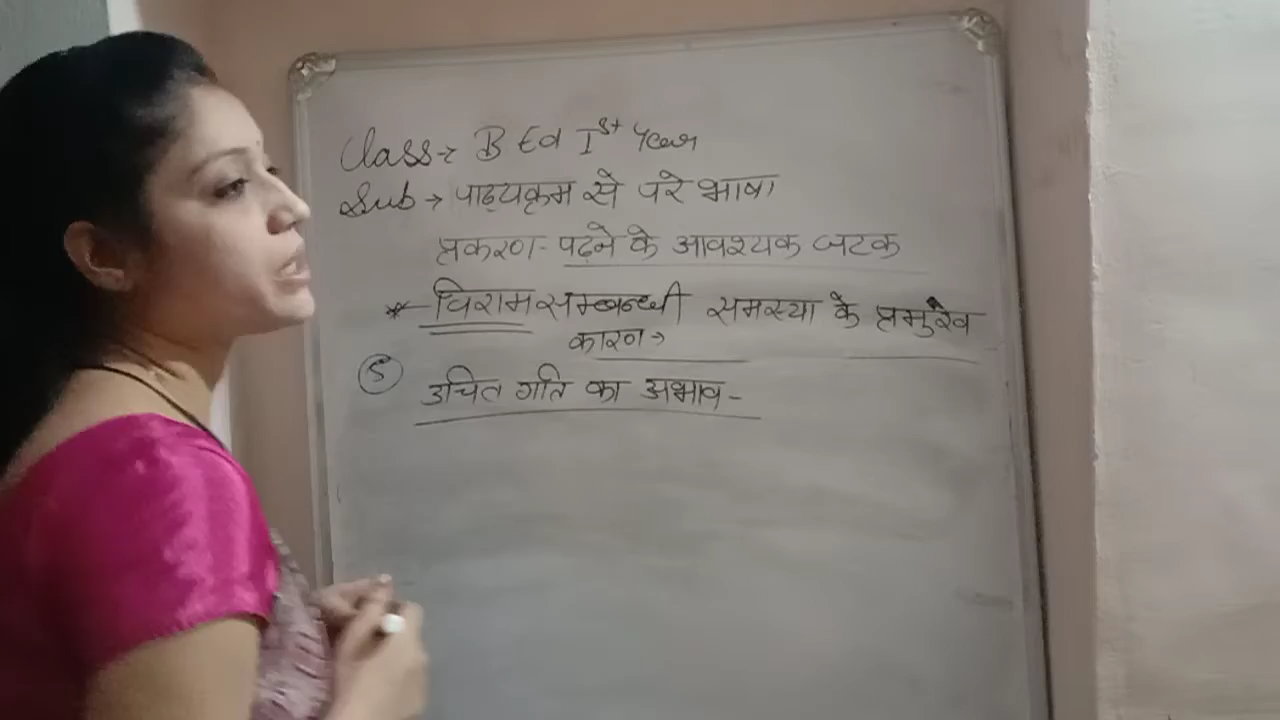 Class→ B Ed Ist Year
Sub → पाठ्यक्रम से परे भाषा
प्रकरण- पढ़ने के आवश्यक घटक
* विराम सम्बन्धी समस्या के प्रमुख
कारण→
5 उचित गति का अभाव-